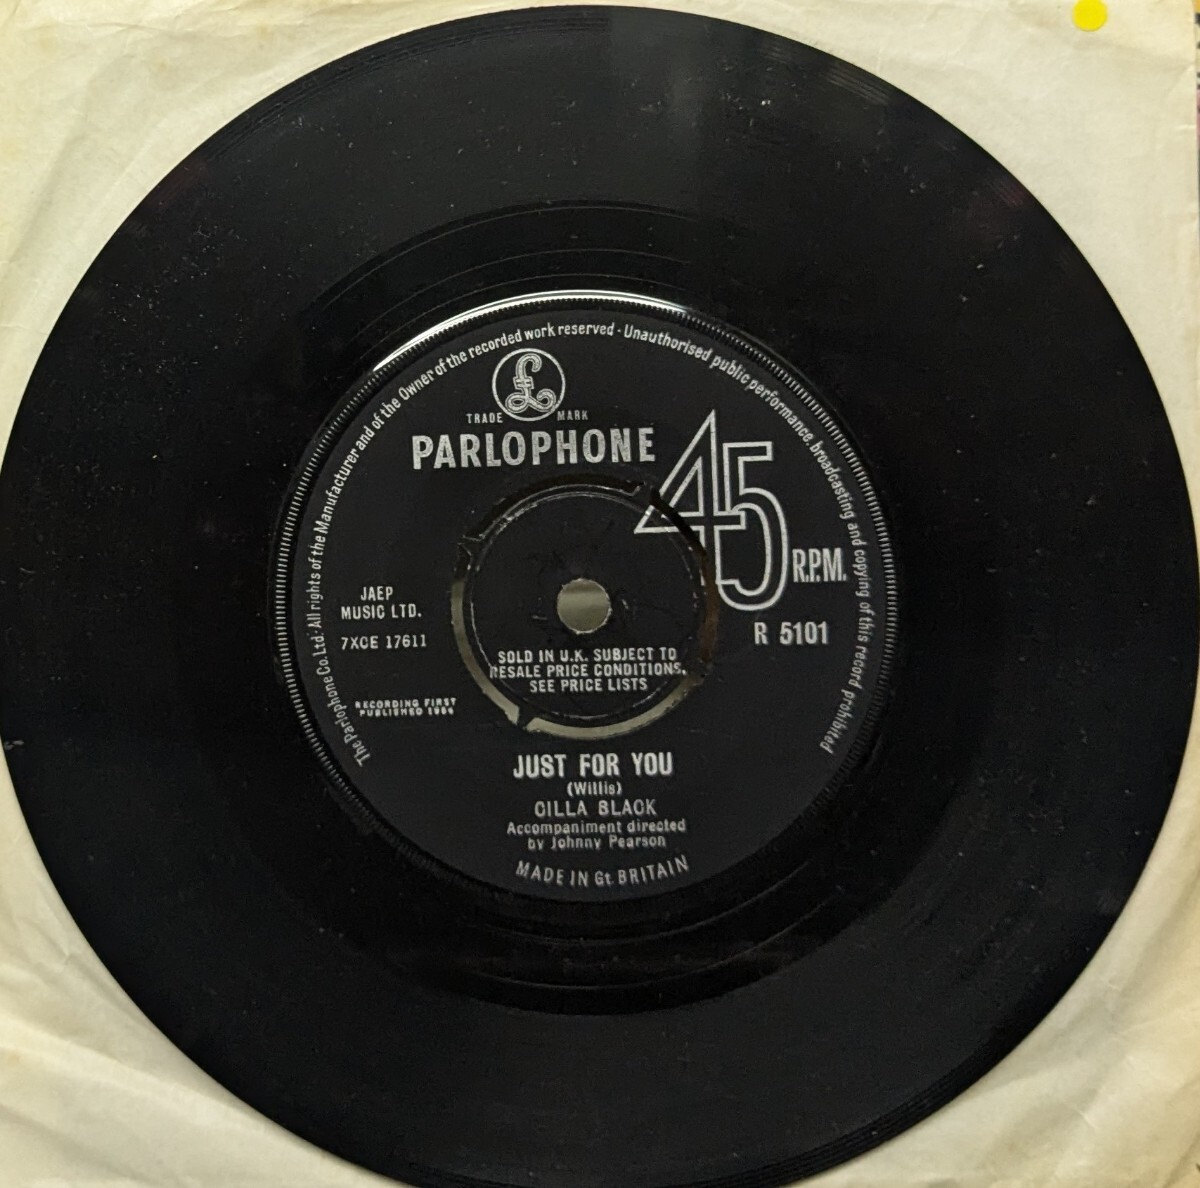 The Parlophone Co. Ltd. All rights of the Manufacturer and of the Owner of the recorded work reserved - Unauthorised public performance, broadcasting and copying of this record prohibited
£
TRADE MARK
PARLOPHONE
45 R.P.M.
R 5101
JAEP
MUSIC LTD.
7XCE 17611
RECORDING FIRST
PUBLISHED 1964
SOLD IN U.K. SUBJECT TO
RESALE PRICE CONDITIONS,
SEE PRICE LISTS
JUST FOR YOU
(Willis)
CILLA BLACK
Accompaniment directed
by Johnny Pearson
MADE IN Gt. BRITAIN